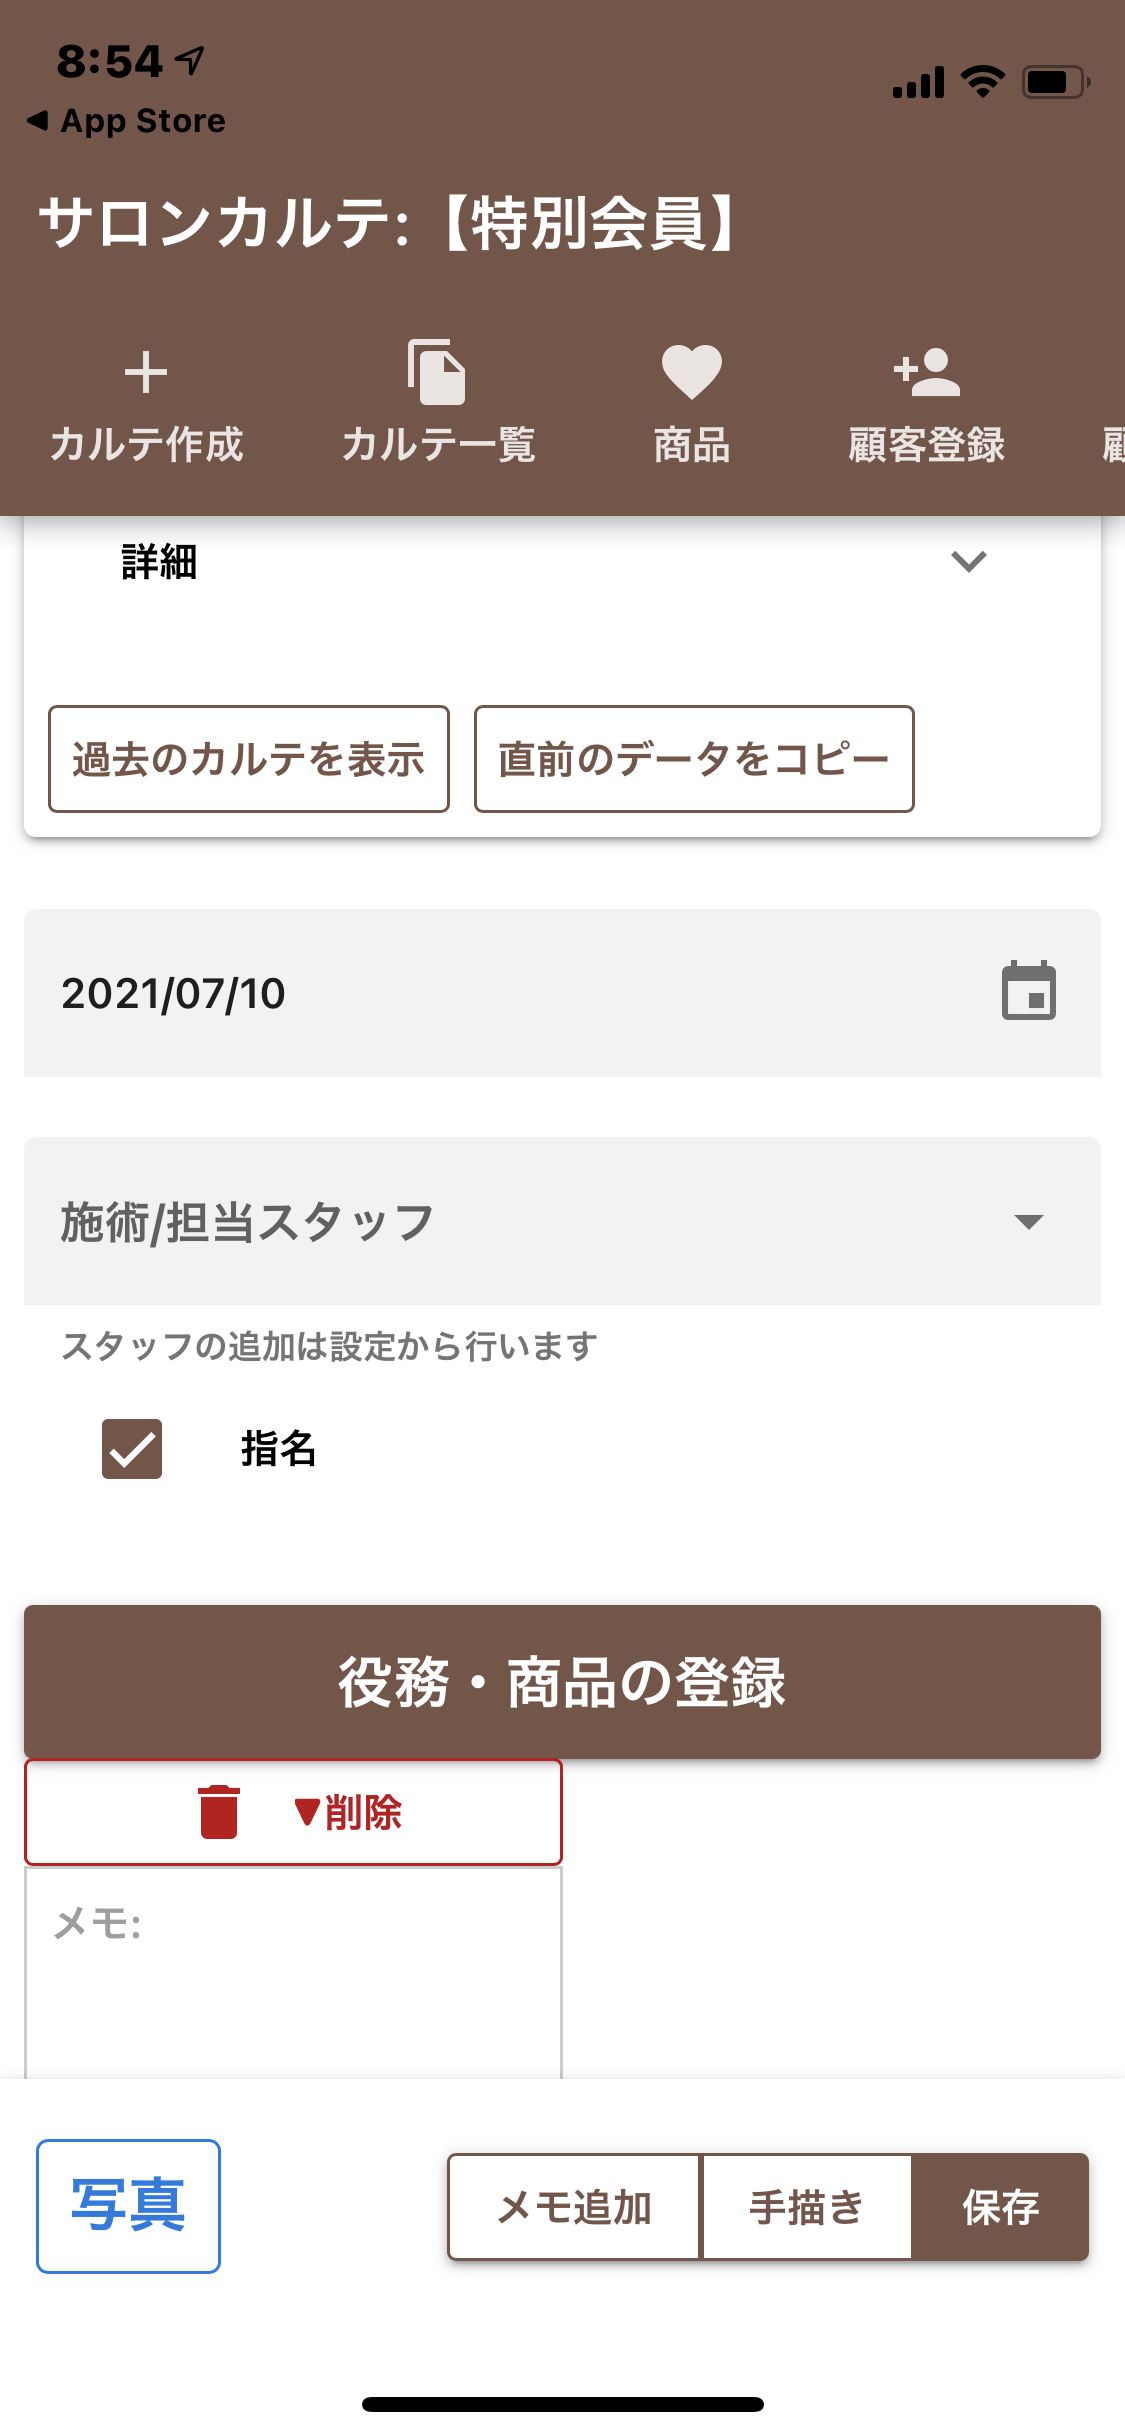 8:54
App Store
サロンカルテ:【特別会員】
カルテ作成
カルテ一覧
商品
顧客登録
詳細
過去のカルテを表示
直前のデータをコピー
2021/07/10
施術/担当スタッフ
スタッフの追加は設定から行います
指名
役務・商品の登録
▼削除
メモ:
写真
メモ追加
手描き
保存